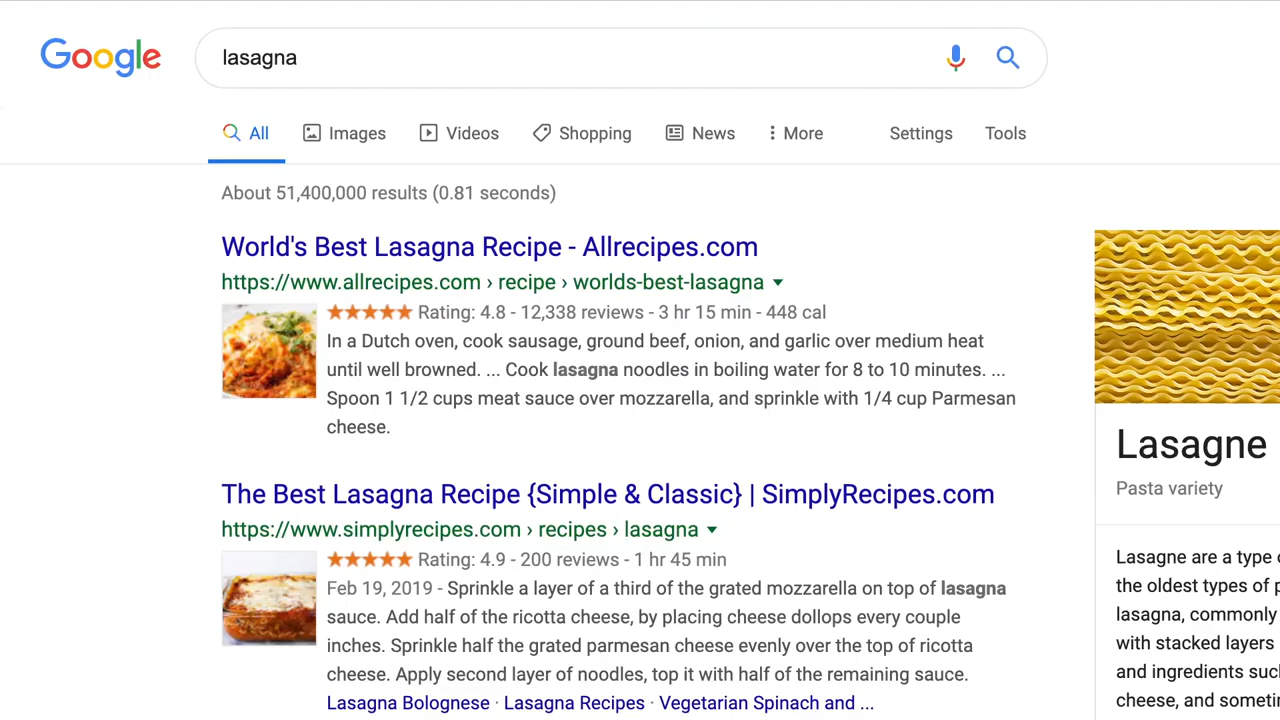 Google
lasagna
All Images Videos Shopping News More Settings Tools
About 51,400,000 results (0.81 seconds)
World's Best Lasagna Recipe - Allrecipes.com
https://www.allrecipes.com › recipe › worlds-best-lasagna
Rating: 4.8 - 12,338 reviews - 3 hr 15 min - 448 cal
In a Dutch oven, cook sausage, ground beef, onion, and garlic over medium heat
until well browned. ... Cook lasagna noodles in boiling water for 8 to 10 minutes. ...
Spoon 1 1/2 cups meat sauce over mozzarella, and sprinkle with 1/4 cup Parmesan
cheese.
The Best Lasagna Recipe {Simple & Classic} | SimplyRecipes.com
https://www.simplyrecipes.com › recipes › lasagna
Rating: 4.9 - 200 reviews - 1 hr 45 min
Feb 19, 2019 - Sprinkle a layer of a third of the grated mozzarella on top of lasagna
sauce. Add half of the ricotta cheese, by placing cheese dollops every couple
inches. Sprinkle half the grated parmesan cheese evenly over the top of ricotta
cheese. Apply second layer of noodles, top it with half of the remaining sauce.
Lasagna Bolognese · Lasagna Recipes · Vegetarian Spinach and ...
Lasagne
Pasta variety
Lasagne are a type
the oldest types of
lasagna, commonly
with stacked layers
and ingredients
cheese, and